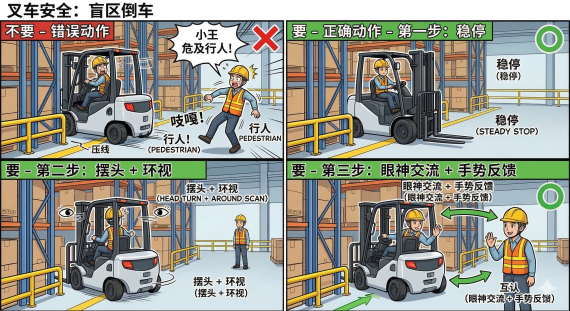 叉车安全：盲区倒车
不要 - 错误动作
小王
危及行人！
吱嘎！
行人！
(PEDESTRIAN)
行人
PEDESTRIAN
压线
要 - 正确动作 - 第一步：稳停
稳停
(稳停)
稳停
(STEADY STOP)
要 - 第二步：摆头 + 环视
摆头 + 环视
(HEAD TURN + AROUND SCAN)
摆头 + 环视
(摆头 + 环视)
要 - 第三步：眼神交流 + 手势反馈
眼神交流 + 手势反馈
(眼神交流 + 手势反馈)
互认
(眼神交流 + 手势反馈)